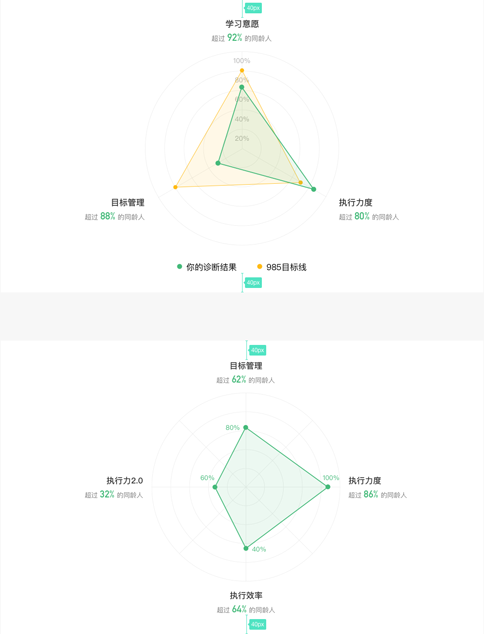 40px
学习意愿
超过 92% 的同龄人
100%
80%
60%
40%
20%
目标管理
超过 88% 的同龄人
执行力度
超过 80% 的同龄人
你的诊断结果
985目标线
40px
40px
目标管理
超过 62% 的同龄人
80%
执行力2.0
超过 32% 的同龄人
60%
100%
执行力度
超过 86% 的同龄人
40%
执行效率
超过 64% 的同龄人
40px